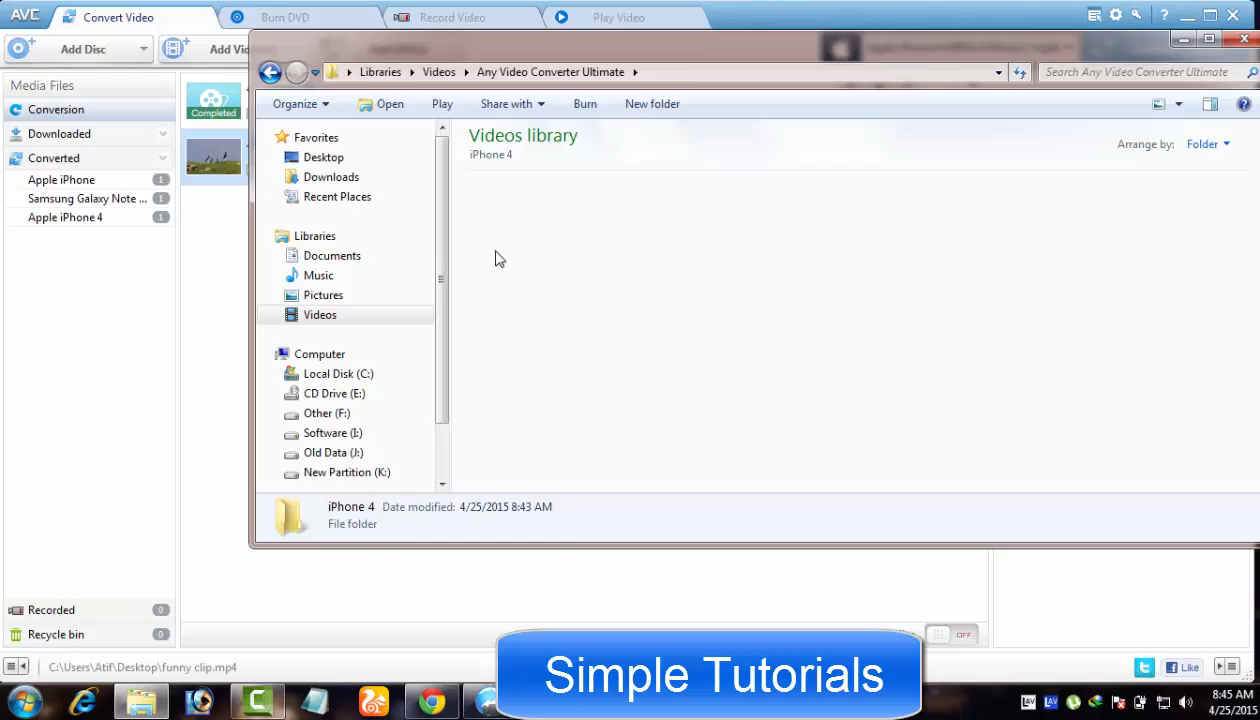 AVC
Convert Video
Burn DVD
Record Video
Play Video
Add Disc
Add Vid
Media Files
Conversion
Downloaded
Converted
Apple iPhone 1
Samsung Galaxy Note ... 1
Apple iPhone 4 1
Completed
Libraries
Videos
Any Video Converter Ultimate
Search Any Video Converter Ultimate
Organize
Open
Play
Share with
Burn
New folder
Favorites
Desktop
Downloads
Recent Places
Libraries
Documents
Music
Pictures
Videos
Computer
Local Disk (C:)
CD Drive (E:)
Other (F:)
Software (I:)
Old Data (J:)
New Partition (K:)
Videos library
iPhone 4
Arrange by: Folder
iPhone 4 Date modified: 4/25/2015 8:43 AM
File folder
Recorded 0
Recycle bin 0
OFF
C:\Users\Atif\Desktop\funny clip.mp4
Like
Simple Tutorials
LAV
LAV
8:45 AM
4/25/2015